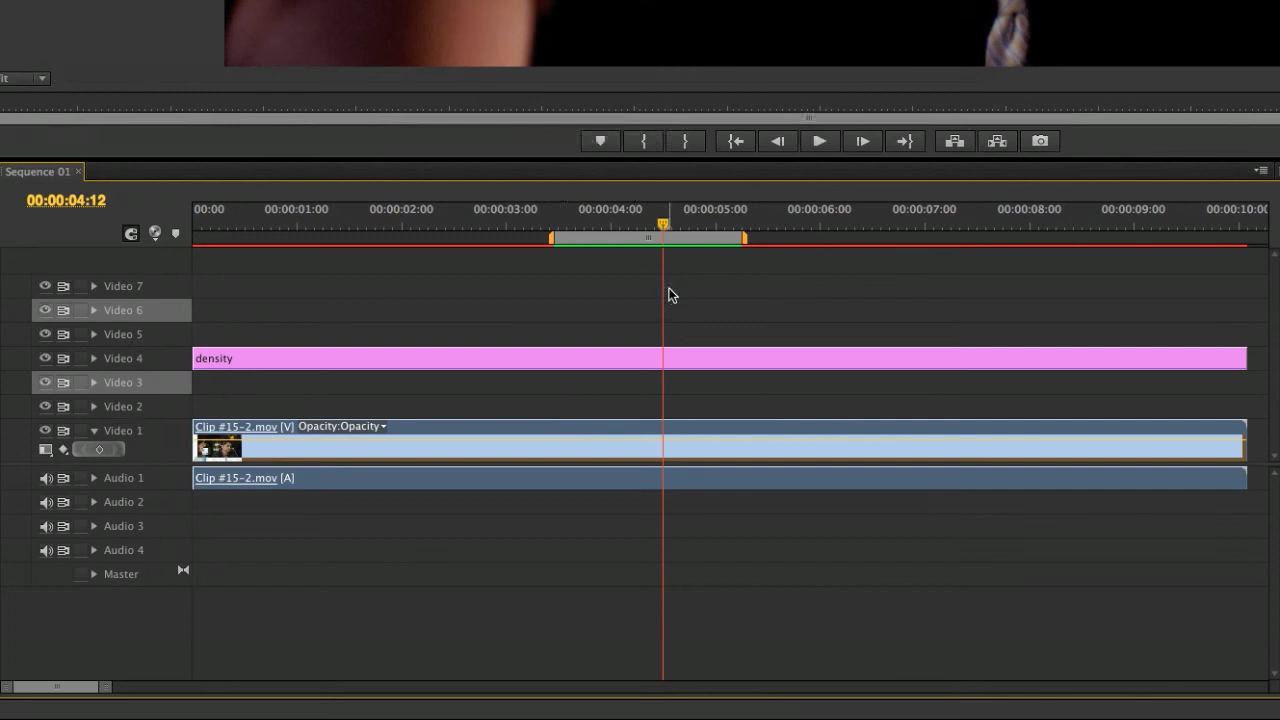 it
Sequence 01
00:00:04:12
00:00 00:00:01:00 00:00:02:00 00:00:03:00 00:00:04:00 00:00:05:00 00:00:06:00 00:00:07:00 00:00:08:00 00:00:09:00 00:00:10:00
Video 7
Video 6
Video 5
Video 4 density
Video 3
Video 2
Video 1 Clip #15-2.mov [V] Opacity:Opacity
Audio 1 Clip #15-2.mov [A]
Audio 2
Audio 3
Audio 4
Master